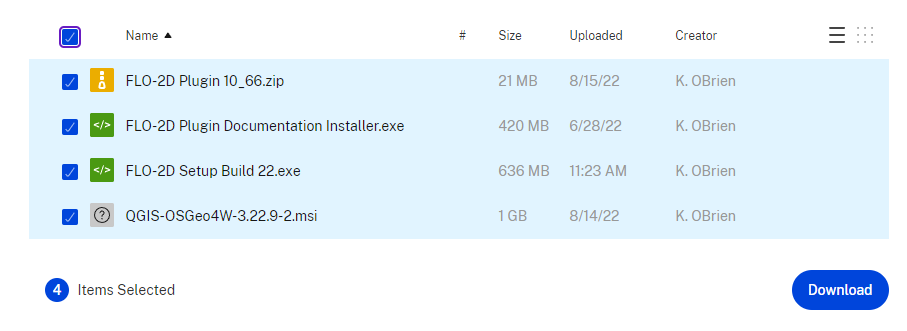 Name ▲ # Size Uploaded Creator
FLO-2D Plugin 10_66.zip 21 MB 8/15/22 K. OBrien
</> FLO-2D Plugin Documentation Installer.exe 420 MB 6/28/22 K. OBrien
</> FLO-2D Setup Build 22.exe 636 MB 11:23 AM K. OBrien
? QGIS-OSGeo4W-3.22.9-2.msi 1 GB 8/14/22 K. OBrien
4 Items Selected Download